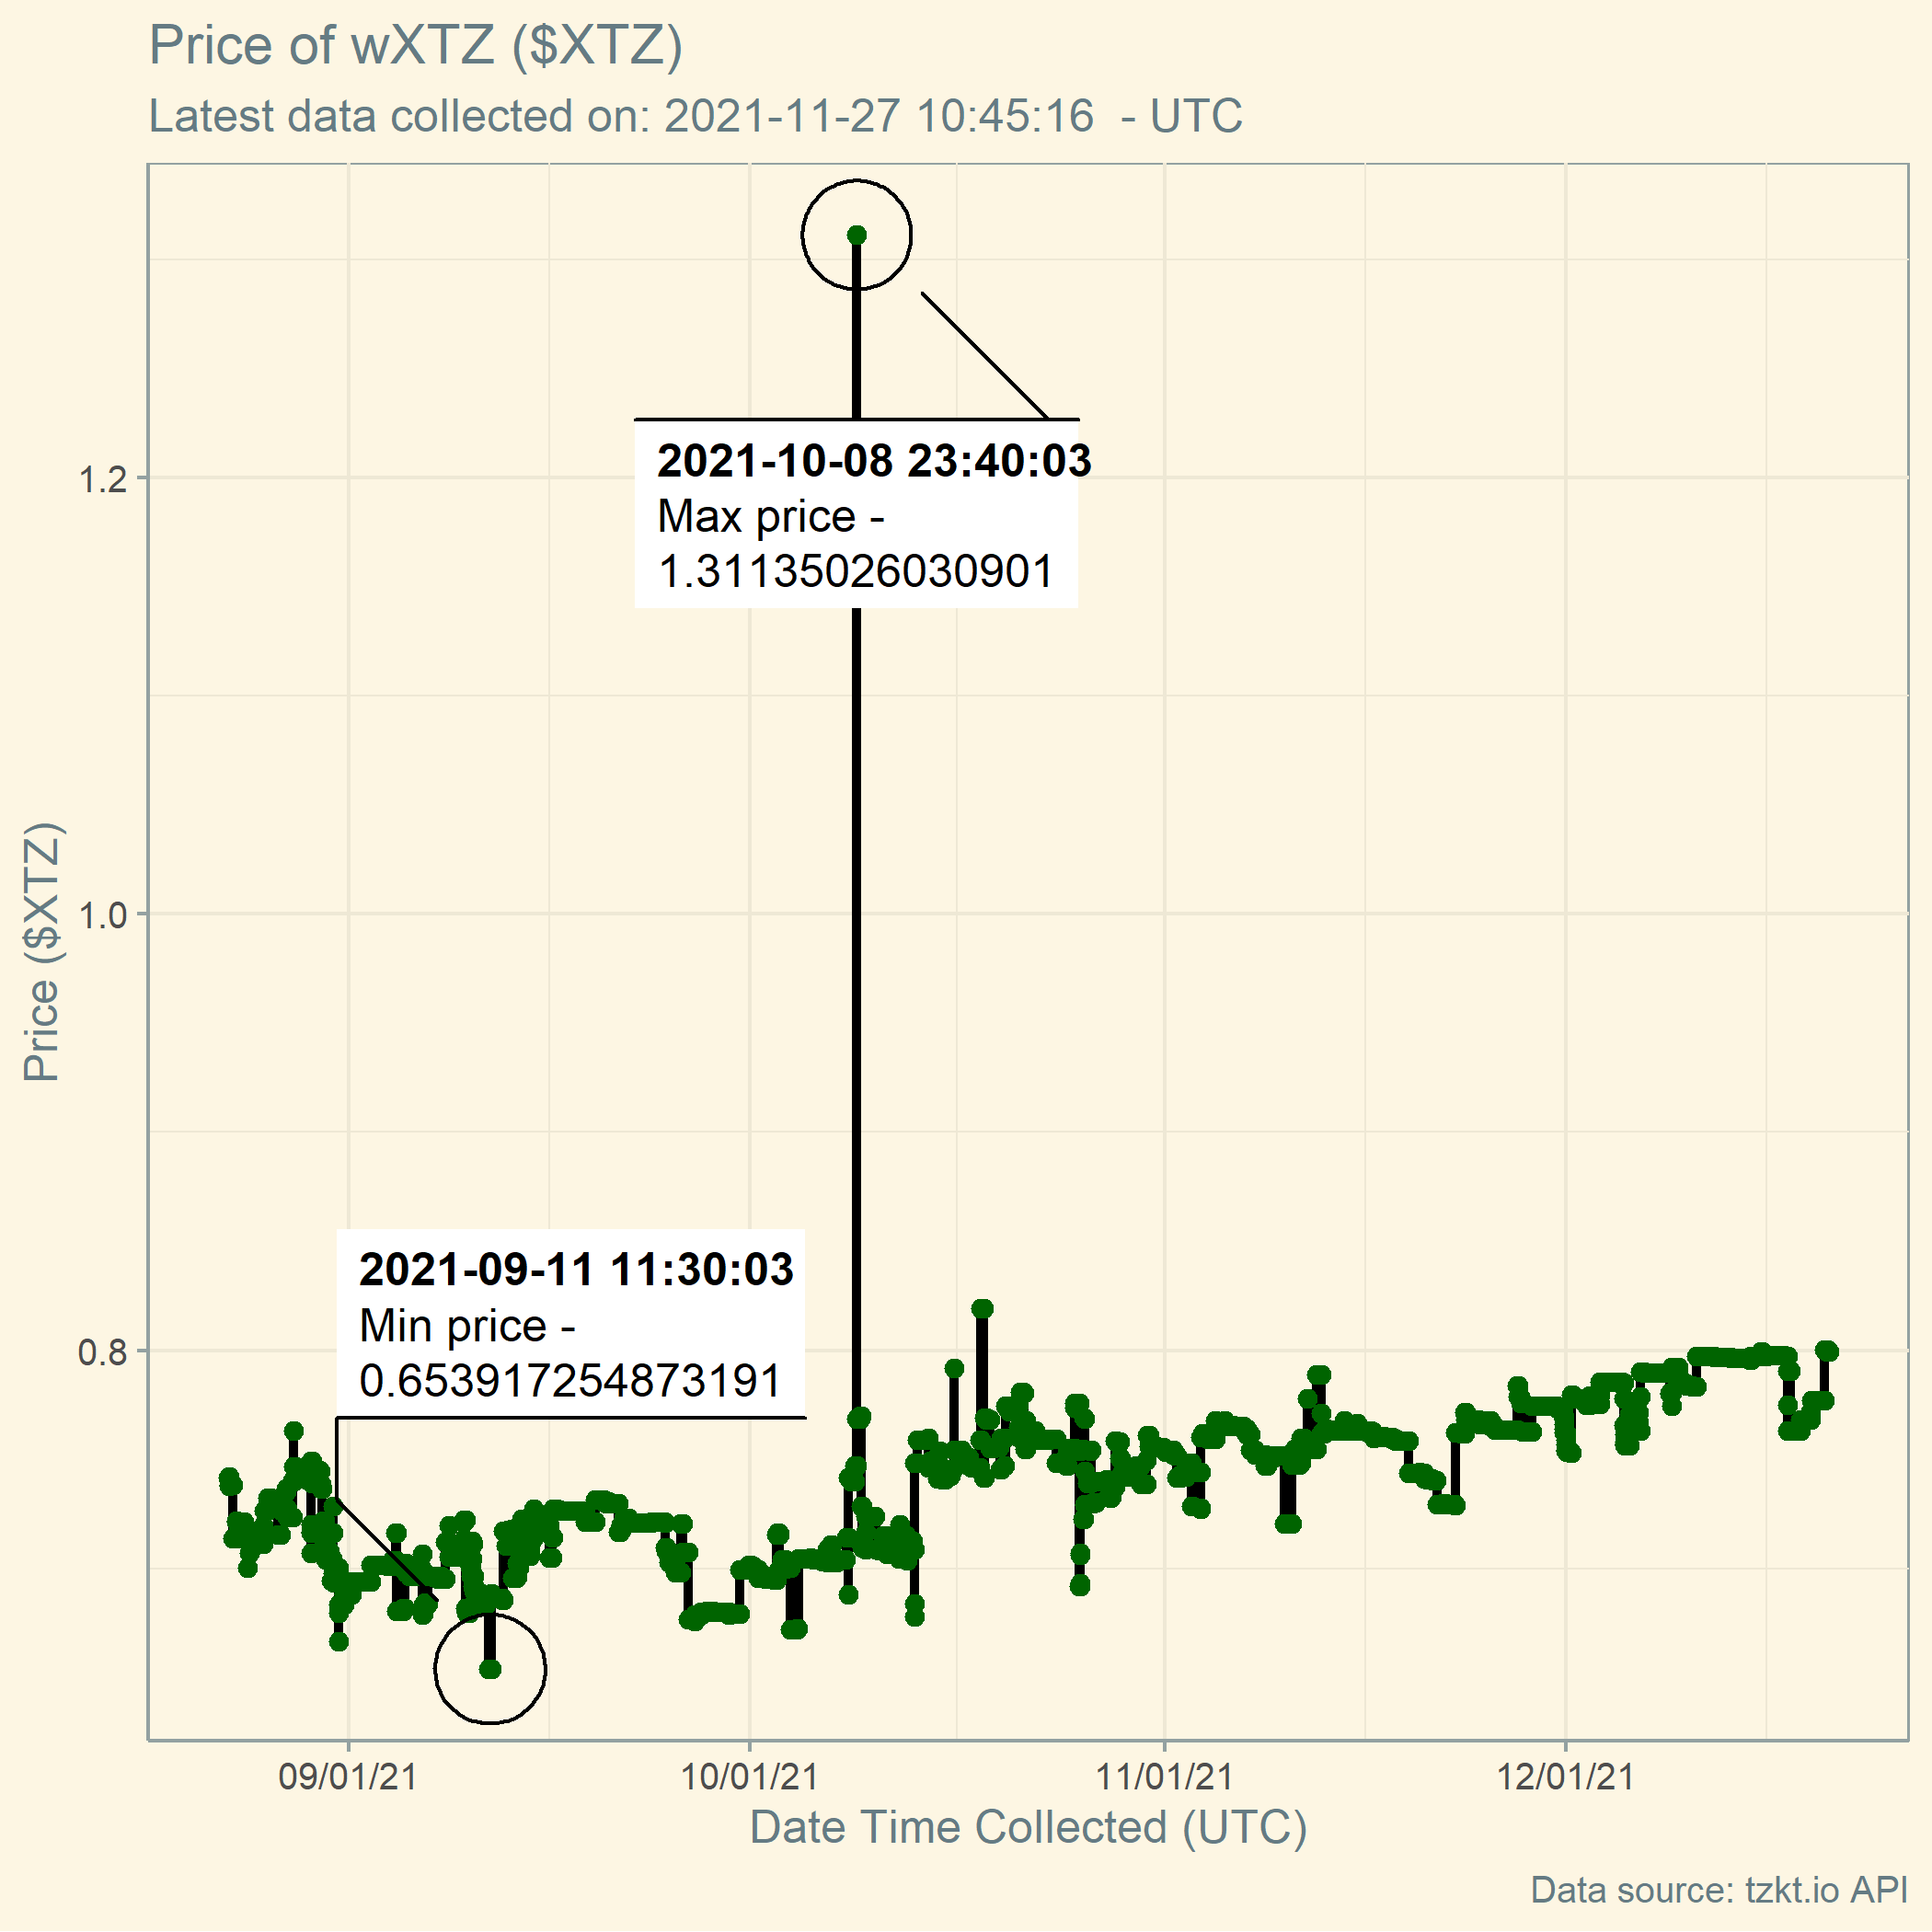 Price of wXTZ ($XTZ)
Latest data collected on: 2021-11-27 10:45:16  - UTC
2021-10-08 23:40:03
Max price -
1.31135026030901
2021-09-11 11:30:03
Min price -
0.653917254873191
Price ($XTZ)
1.2
1.0
0.8
09/01/21 10/01/21 11/01/21 12/01/21
Date Time Collected (UTC)
Data source: tzkt.io API